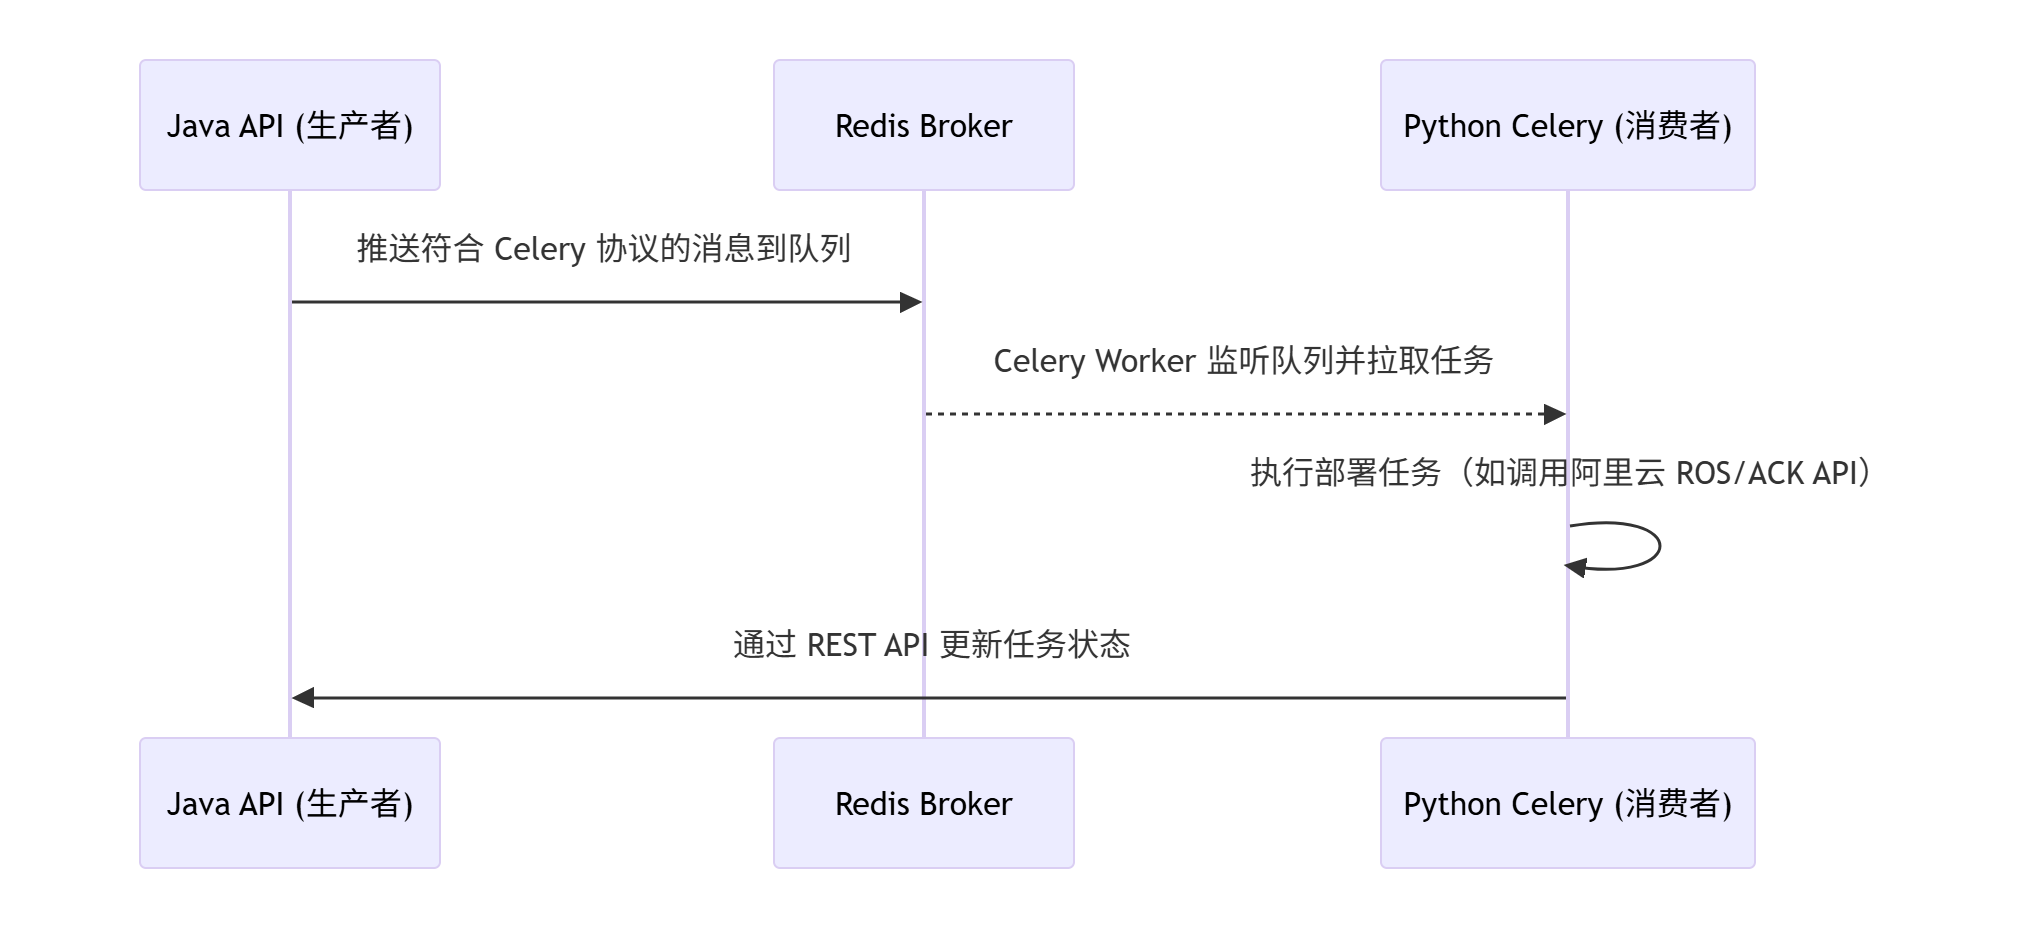 Java API (生产者)
Redis Broker
Python Celery (消费者)
推送符合 Celery 协议的消息到队列
Celery Worker 监听队列并拉取任务
执行部署任务（如调用阿里云 ROS/ACK API）
通过 REST API 更新任务状态
Java API (生产者)
Redis Broker
Python Celery (消费者)